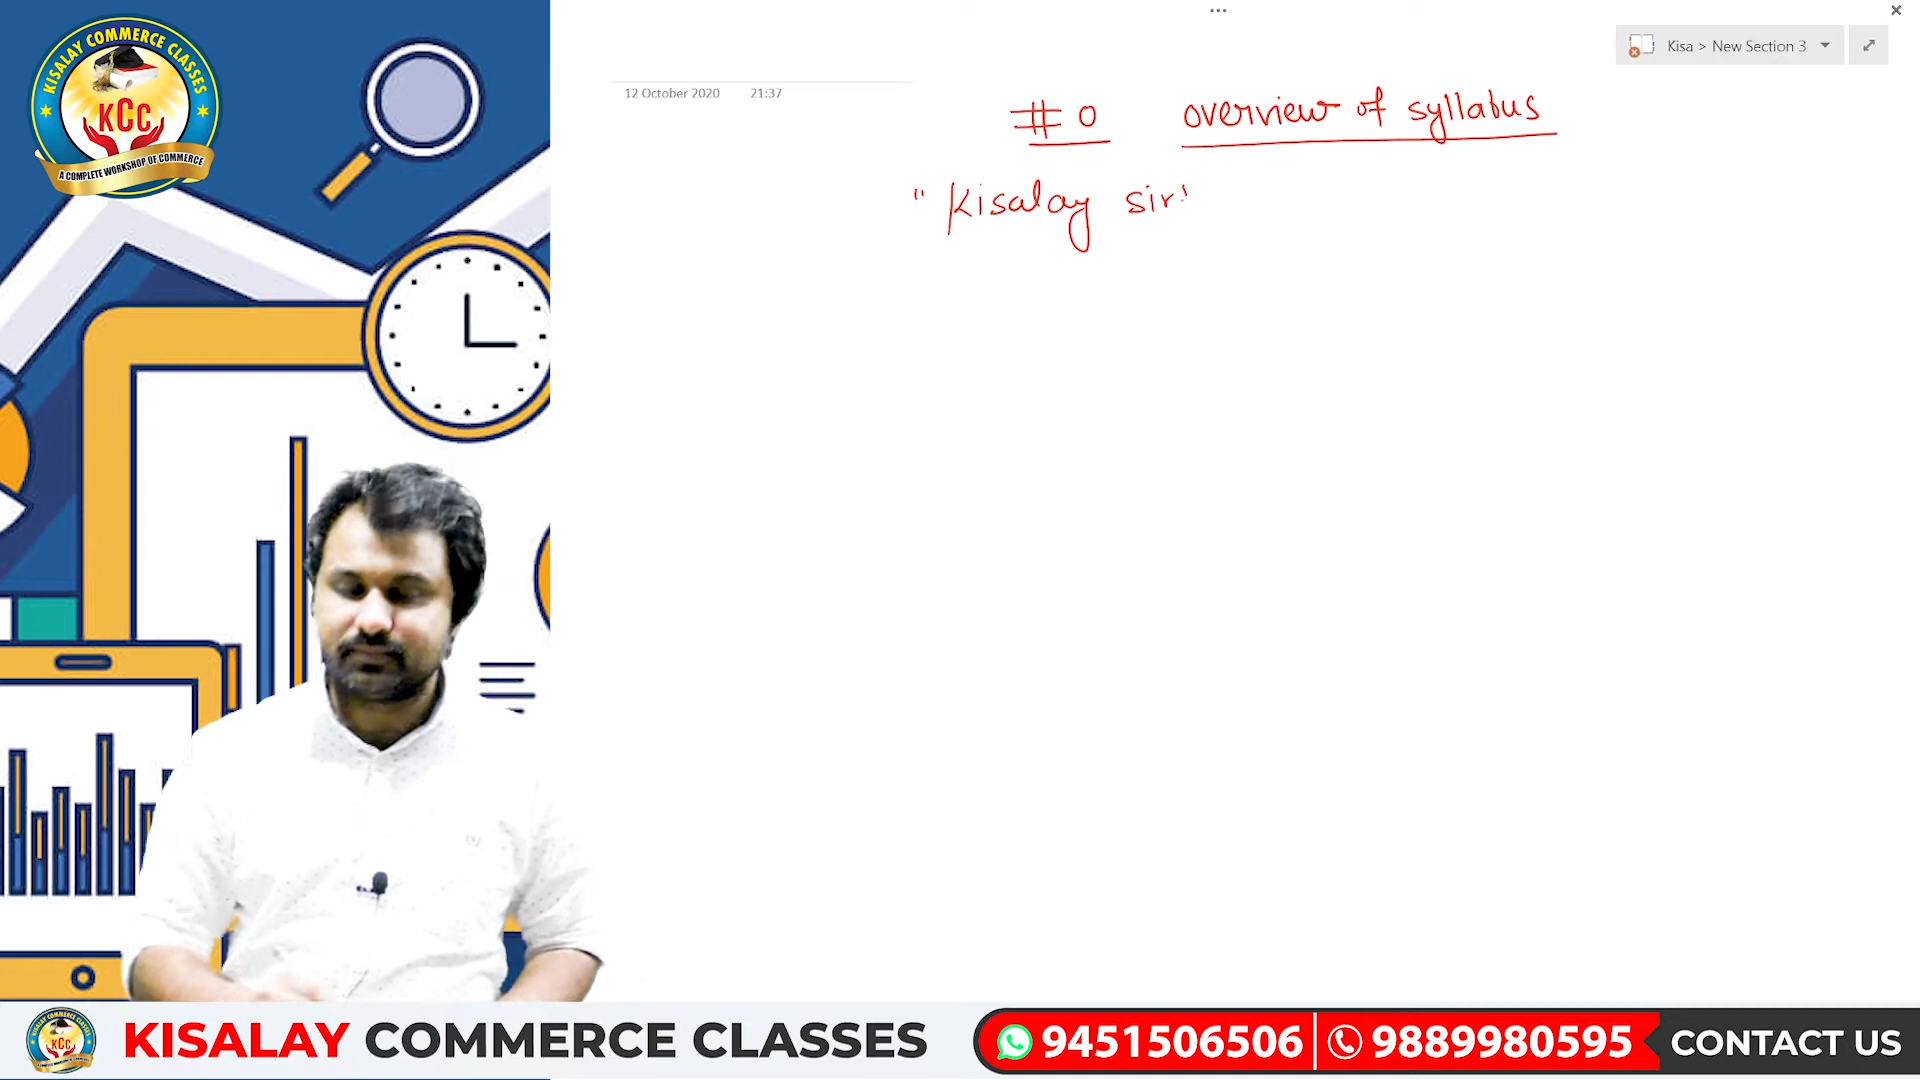 KISALAY COMMERCE CLASSES
KCC
A COMPLETE WORKSHOP OF COMMERCE
Kisa > New Section 3
12 October 2020 21:37
# 0 overview of syllabus
" Kisalay sir"
KCC
KISALAY COMMERCE CLASSES
9451506506
9889980595
CONTACT US